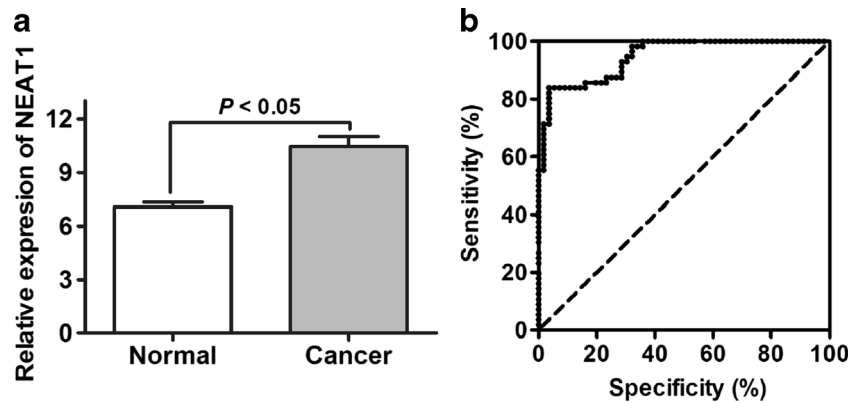 a
Relative expression of NEAT1
12
9
6
3
0
P < 0.05
Normal
Cancer
b
Sensitivity (%)
100
80
60
40
20
0
0 20 40 60 80 100
Specificity (%)